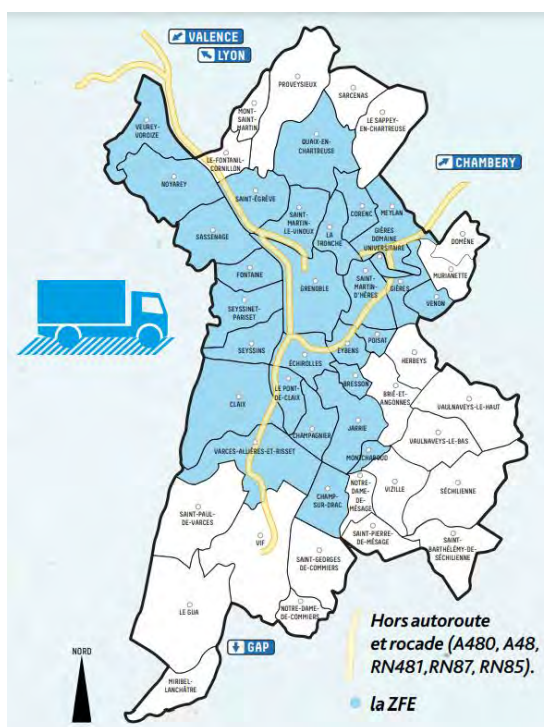 VALENCE
LYON
PROVEYSIEUX
SARCENAS
MONT-
SAINT-
MARTIN
LE SAPPEY-
EN-CHARTREUSE
VEUREY-
VOROIZE
QUAIX-EN-
CHARTREUSE
LE-FONTANIL-
CORNILLON
CHAMBERY
NOYAREY
SAINT-ÉGRÈVE
SAINT-
MARTIN-
LE-VINOUX
CORENC
MEYLAN
LA
TRONCHE
GIÈRES
DOMAINE
UNIVERSITAIRE
DOMÈNE
SASSENAGE
MURIANETTE
FONTAINE
GRENOBLE
SAINT-
MARTIN
D'HÈRES
GIÈRES
VENON
SEYSSINET-
PARISET
POISAT
SEYSSINS
EYBENS
ÉCHIROLLES
HERBEYS
BRESSON
LE PONT-
DE-CLAIX
BRIÉ-ET-
ANGONNES
CLAIX
VAULNAVEYS-LE-HAUT
CHAMPAGNIER
JARRIE
VAULNAVEYS-LE-BAS
VARCES-ALLIÈRES-ET-RISSET
MONTCHABOUD
CHAMP-
SUR-DRAC
NOTRE-
DAME-
DE-
MÉSAGE
VIZILLE
SÉCHILIENNE
SAINT-PAUL-
DE-VARCES
SAINT-PIERRE-
DE-MÉSAGE
VIF
SAINT-
BARTHÉLÉMY-DE-
SÉCHILIENNE
SAINT-GEORGES
DE-COMMIERS
LE GUA
NOTRE-DAME-
DE-COMMIERS
Hors autoroute
et rocade (A480, A48,
RN481,RN87, RN85).
NORD
GAP
la ZFE
MIRIBEL-
LANCHÂTRE